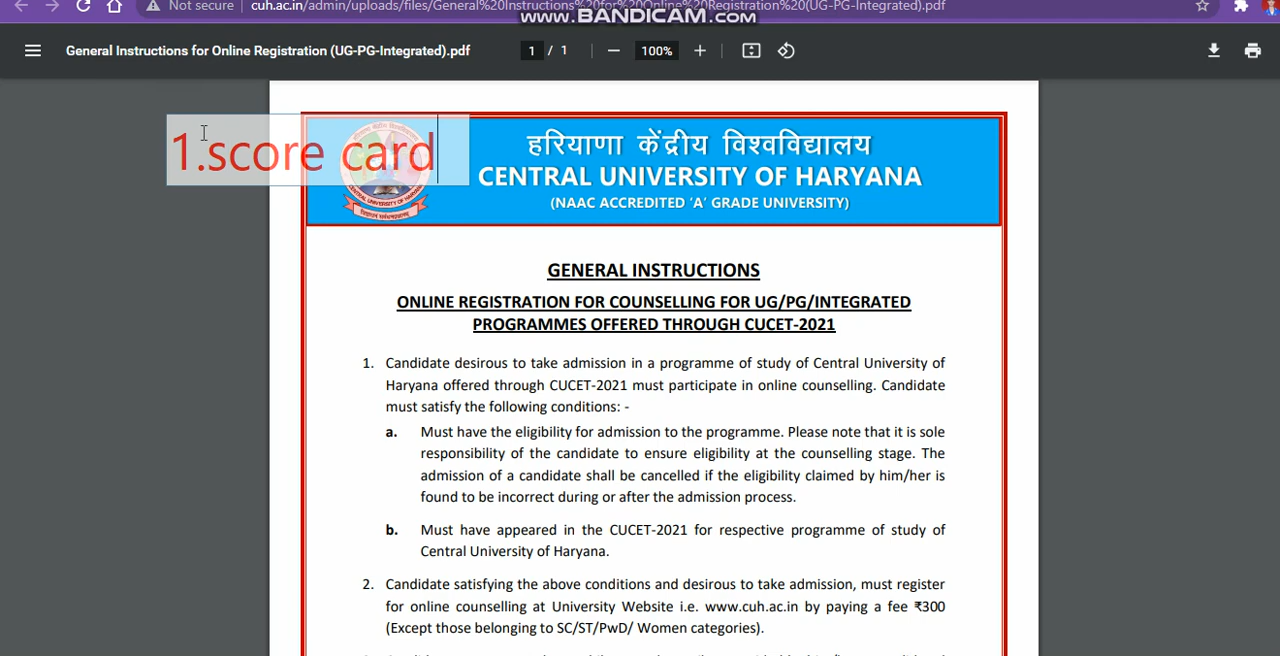 Not secure | cuh.ac.in/admin/uploads/files/General%20Instructions%20for%20Online%20Registration%20(UG-PG-Integrated).pdf
www.BANDICAM.com
General Instructions for Online Registration (UG-PG-Integrated).pdf
1 / 1
100%
1.score card
हरियाणा केंद्रीय विश्वविद्यालय
CENTRAL UNIVERSITY OF HARYANA
(NAAC ACCREDITED ‘A’ GRADE UNIVERSITY)
GENERAL INSTRUCTIONS
ONLINE REGISTRATION FOR COUNSELLING FOR UG/PG/INTEGRATED
PROGRAMMES OFFERED THROUGH CUCET-2021
1. Candidate desirous to take admission in a programme of study of Central University of
Haryana offered through CUCET-2021 must participate in online counselling. Candidate
must satisfy the following conditions: -
a. Must have the eligibility for admission to the programme. Please note that it is sole
responsibility of the candidate to ensure eligibility at the counselling stage. The
admission of a candidate shall be cancelled if the eligibility claimed by him/her is
found to be incorrect during or after the admission process.
b. Must have appeared in the CUCET-2021 for respective programme of study of
Central University of Haryana.
2. Candidate satisfying the above conditions and desirous to take admission, must register
for online counselling at University Website i.e. www.cuh.ac.in by paying a fee ₹300
(Except those belonging to SC/ST/PwD/ Women categories).